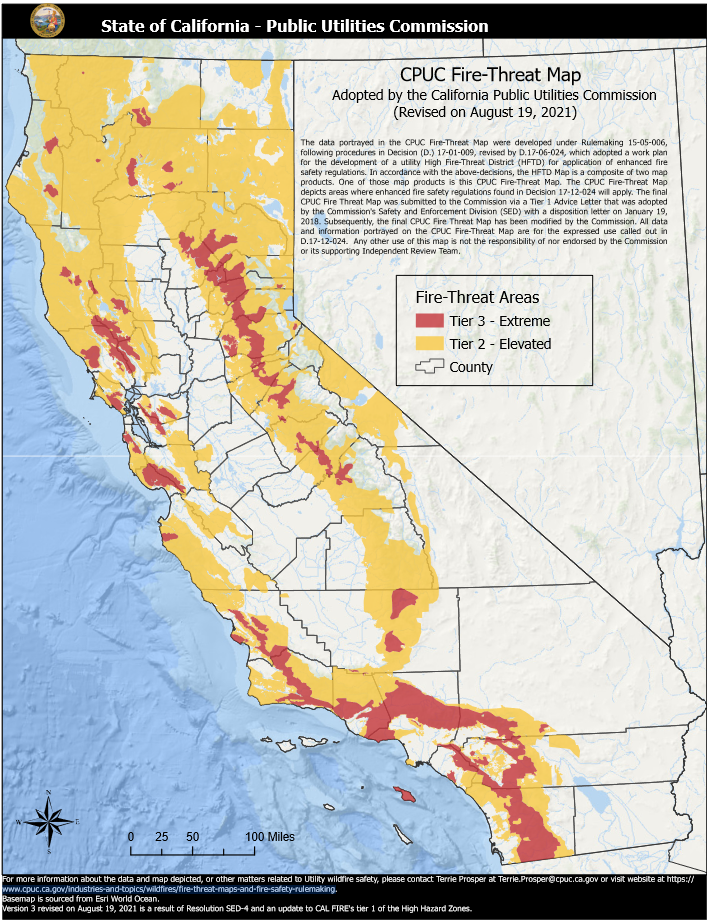 State of California - Public Utilities Commission
CPUC Fire-Threat Map
Adopted by the California Public Utilities Commission
(Revised on August 19, 2021)
The data portrayed in the CPUC Fire-Threat Map were developed under Rulemaking 15-05-006,
following procedures in Decision (D.) 17-01-009, revised by D.17-06-024, which adopted a work plan
for the development of a utility High Fire-Threat District (HFTD) for application of enhanced fire
safety regulations. In accordance with the above-decisions, the HFTD Map is a composite of two map
products. One of those map products is this CPUC Fire-Threat Map. The CPUC Fire-Threat Map
depicts areas where enhanced fire safety regulations found in Decision 17-12-024 will apply. The final
CPUC Fire-Threat Map was submitted to the Commission via a Tier 1 Advice Letter that was adopted
by the Commission's Safety and Enforcement Division (SED) with a disposition letter on January 19,
2018. Subsequently, the final CPUC Fire-Threat Map has been modified by the Commission. All data
and information portrayed on the CPUC Fire-Threat Map are for the expressed use called out in
D.17-12-024. Any other use of this map is not the responsibility of nor endorsed by the Commission
or its supporting Independent Review Team.
Fire-Threat Areas
Tier 3 - Extreme
Tier 2 - Elevated
County
N
W E
S
0 25 50 100 Miles
For more information about the data and map depicted, or other matters related to Utility wildfire safety, please contact Terrie Prosper at Terrie.Prosper@cpuc.ca.gov or visit website at https://
www.cpuc.ca.gov/industries-and-topics/wildfires/fire-threat-maps-and-fire-safety-rulemaking.
Basemap is sourced from Esri World Ocean.
Version 3 revised on August 19, 2021 is a result of Resolution SED-4 and an update to CAL FIRE's tier 1 of the High Hazard Zones.